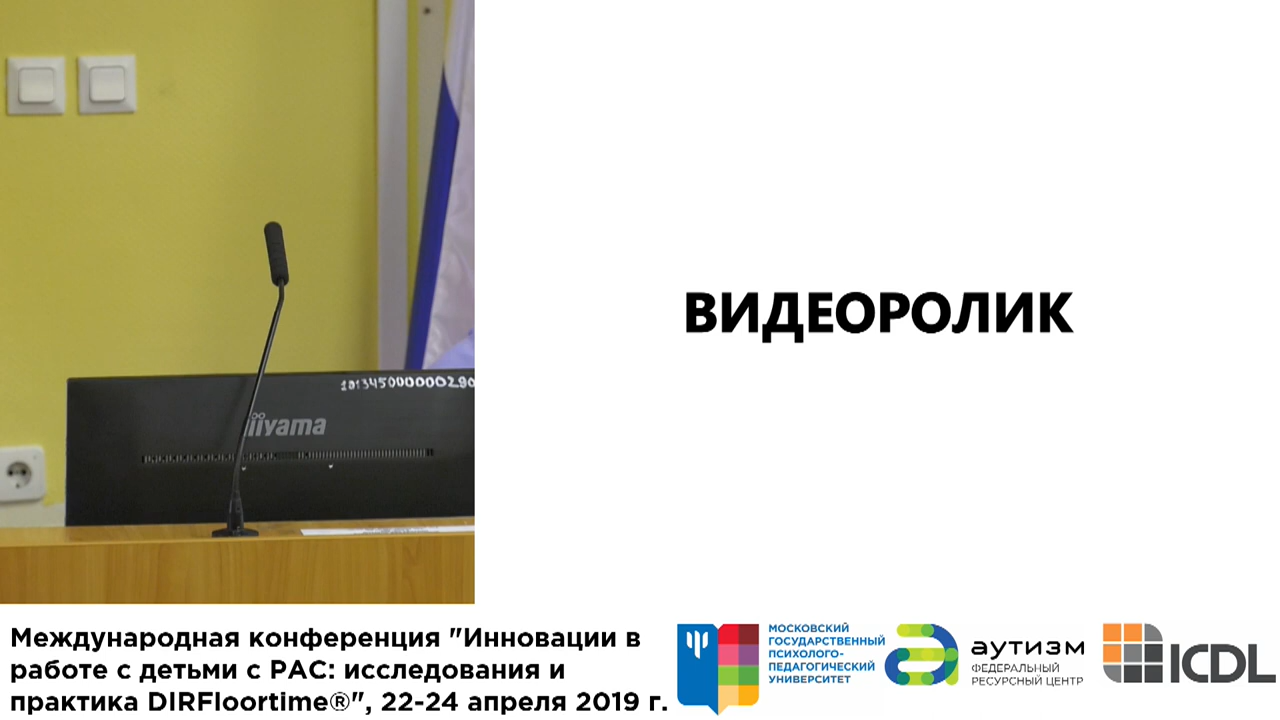 iiyama
ВИДЕОРОЛИК
Международная конференция "Инновации в
работе с детьми с РАС: исследования и
практика DIRFloortime®", 22-24 апреля 2019 г.
МОСКОВСКИЙ
ГОСУДАРСТВЕННЫЙ
ПСИХОЛОГО-
ПЕДАГОГИЧЕСКИЙ
УНИВЕРСИТЕТ
аутизм
ФЕДЕРАЛЬНЫЙ
РЕСУРСНЫЙ ЦЕНТР
ICDL